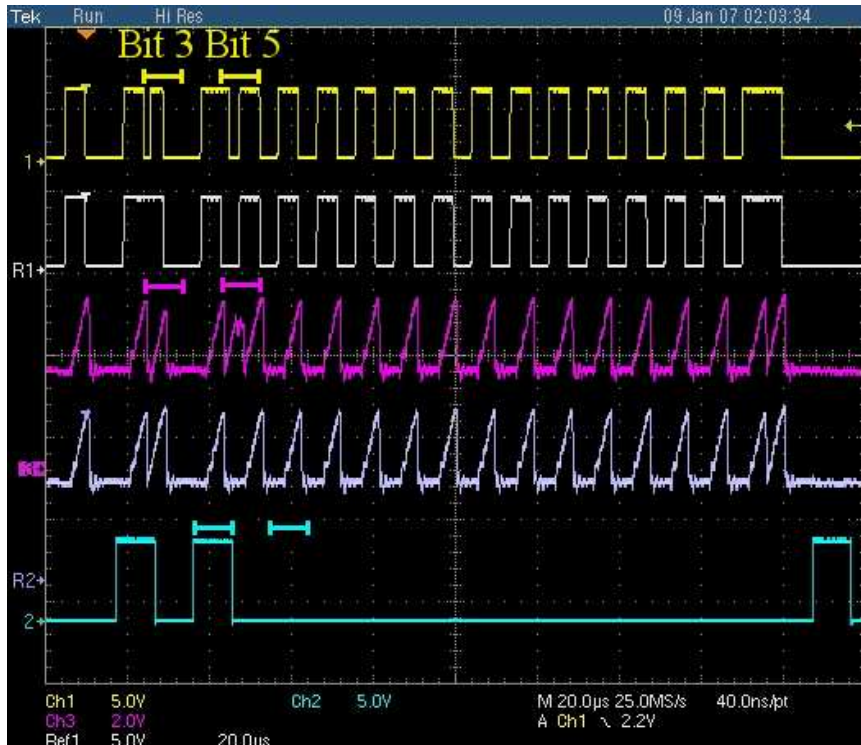 Tek Run Hi Res 09 Jan 07 02:03:34
Bit 3 Bit 5
1
R1
3
R2
2
Ch1 5.0V Ch2 5.0V M 20.0µs 25.0MS/s 40.0ns/pt
Ch3 2.0V A Ch1 2.2V
Ref1 5.0V 20.0µs